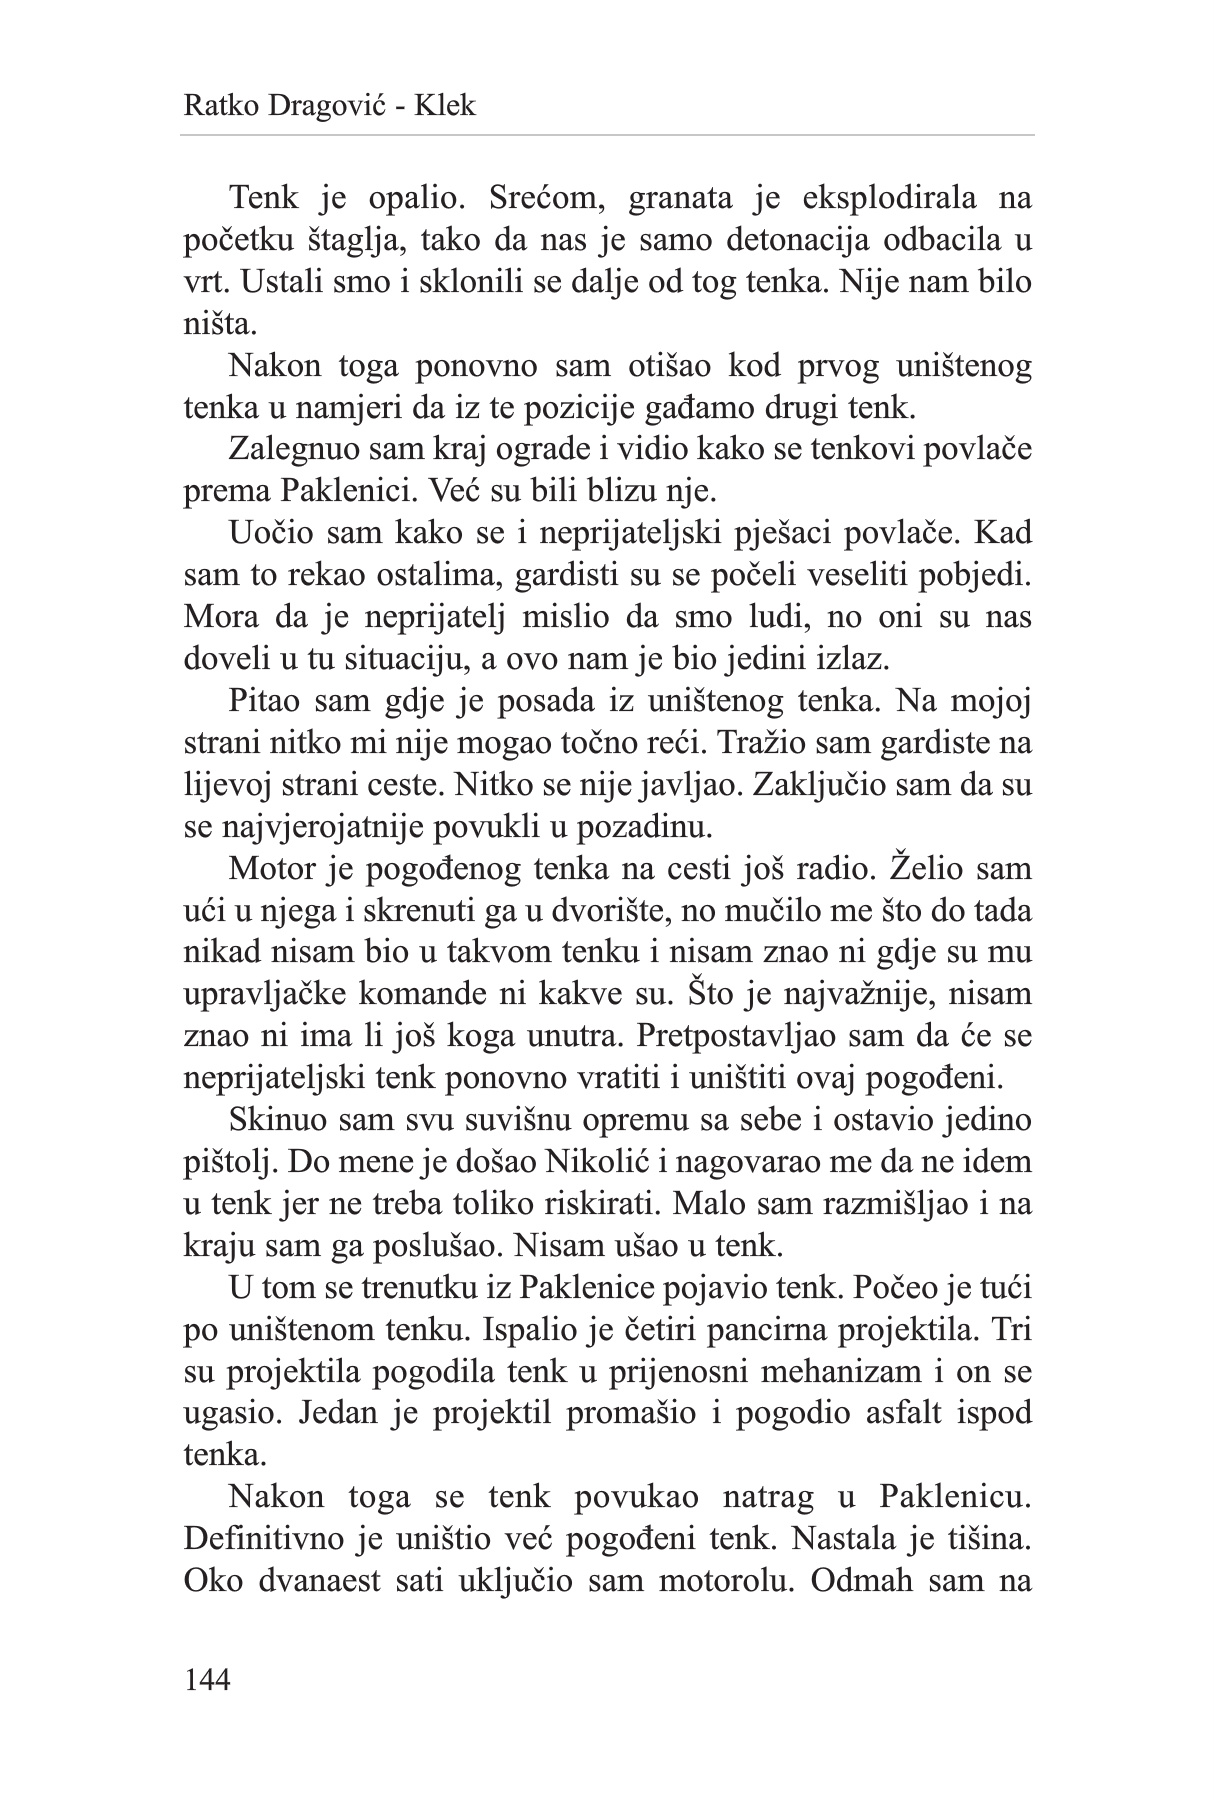 Ratko Dragović - Klek
Tenk je opalio. Srećom, granata je eksplodirala na
početku štaglja, tako da nas je samo detonacija odbacila u
vrt. Ustali smo i sklonili se dalje od tog tenka. Nije nam bilo
ništa.
Nakon toga ponovno sam otišao kod prvog uništenog
tenka u namjeri da iz te pozicije gađamo drugi tenk.
Zalegnuo sam kraj ograde i vidio kako se tenkovi povlače
prema Paklenici. Već su bili blizu nje.
Uočio sam kako se i neprijateljski pješaci povlače. Kad
sam to rekao ostalima, gardisti su se počeli veseliti pobjedi.
Mora da je neprijatelj mislio da smo ludi, no oni su nas
doveli u tu situaciju, a ovo nam je bio jedini izlaz.
Pitao sam gdje je posada iz uništenog tenka. Na mojoj
strani nitko mi nije mogao točno reći. Tražio sam gardiste na
lijevoj strani ceste. Nitko se nije javljao. Zaključio sam da su
se najvjerojatnije povukli u pozadinu.
Motor je pogođenog tenka na cesti još radio. Želio sam
ući u njega i skrenuti ga u dvorište, no mučilo me što do tada
nikad nisam bio u takvom tenku i nisam znao ni gdje su mu
upravljačke komande ni kakve su. Što je najvažnije, nisam
znao ni ima li još koga unutra. Pretpostavljao sam da će se
neprijateljski tenk ponovno vratiti i uništiti ovaj pogođeni.
Skinuo sam svu suvišnu opremu sa sebe i ostavio jedino
pištolj. Do mene je došao Nikolić i nagovarao me da ne idem
u tenk jer ne treba toliko riskirati. Malo sam razmišljao i na
kraju sam ga poslušao. Nisam ušao u tenk.
U tom se trenutku iz Paklenice pojavio tenk. Počeo je tući
po uništenom tenku. Ispalio je četiri pancirna projektila. Tri
su projektila pogodila tenk u prijenosni mehanizam i on se
ugasio. Jedan je projektil promašio i pogodio asfalt ispod
tenka.
Nakon toga se tenk povukao natrag u Paklenicu.
Definitivno je uništio već pogođeni tenk. Nastala je tišina.
Oko dvanaest sati uključio sam motorolu. Odmah sam na
144